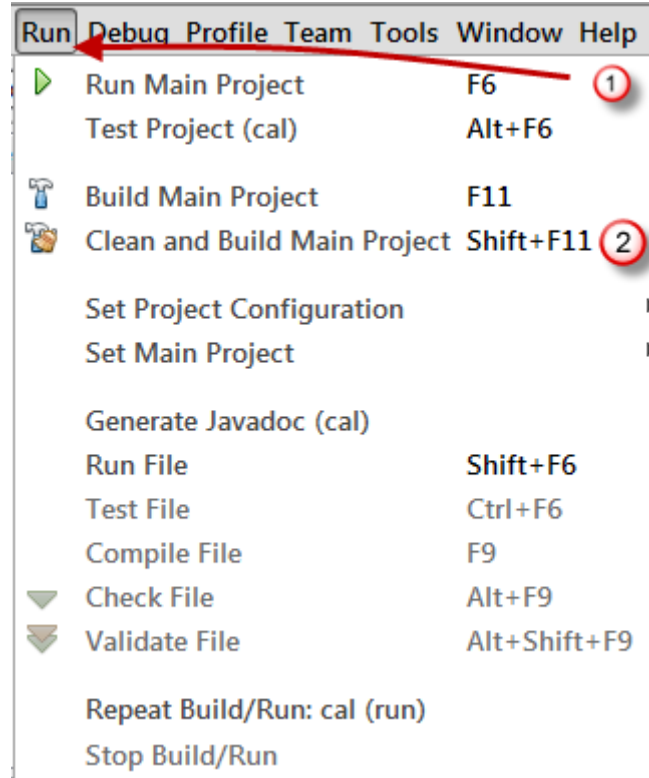 Run Debug Profile Team Tools Window Help
Run Main Project F6 1
Test Project (cal) Alt+F6
Build Main Project F11
Clean and Build Main Project Shift+F11 2
Set Project Configuration
Set Main Project
Generate Javadoc (cal)
Run File Shift+F6
Test File Ctrl+F6
Compile File F9
Check File Alt+F9
Validate File Alt+Shift+F9
Repeat Build/Run: cal (run)
Stop Build/Run